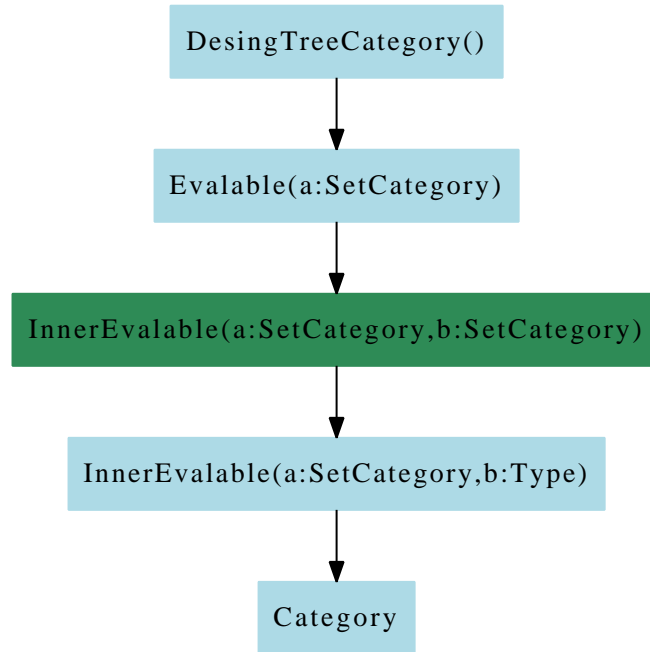 DesingTreeCategory()
Evalable(a:SetCategory)
InnerEvalable(a:SetCategory,b:SetCategory)
InnerEvalable(a:SetCategory,b:Type)
Category